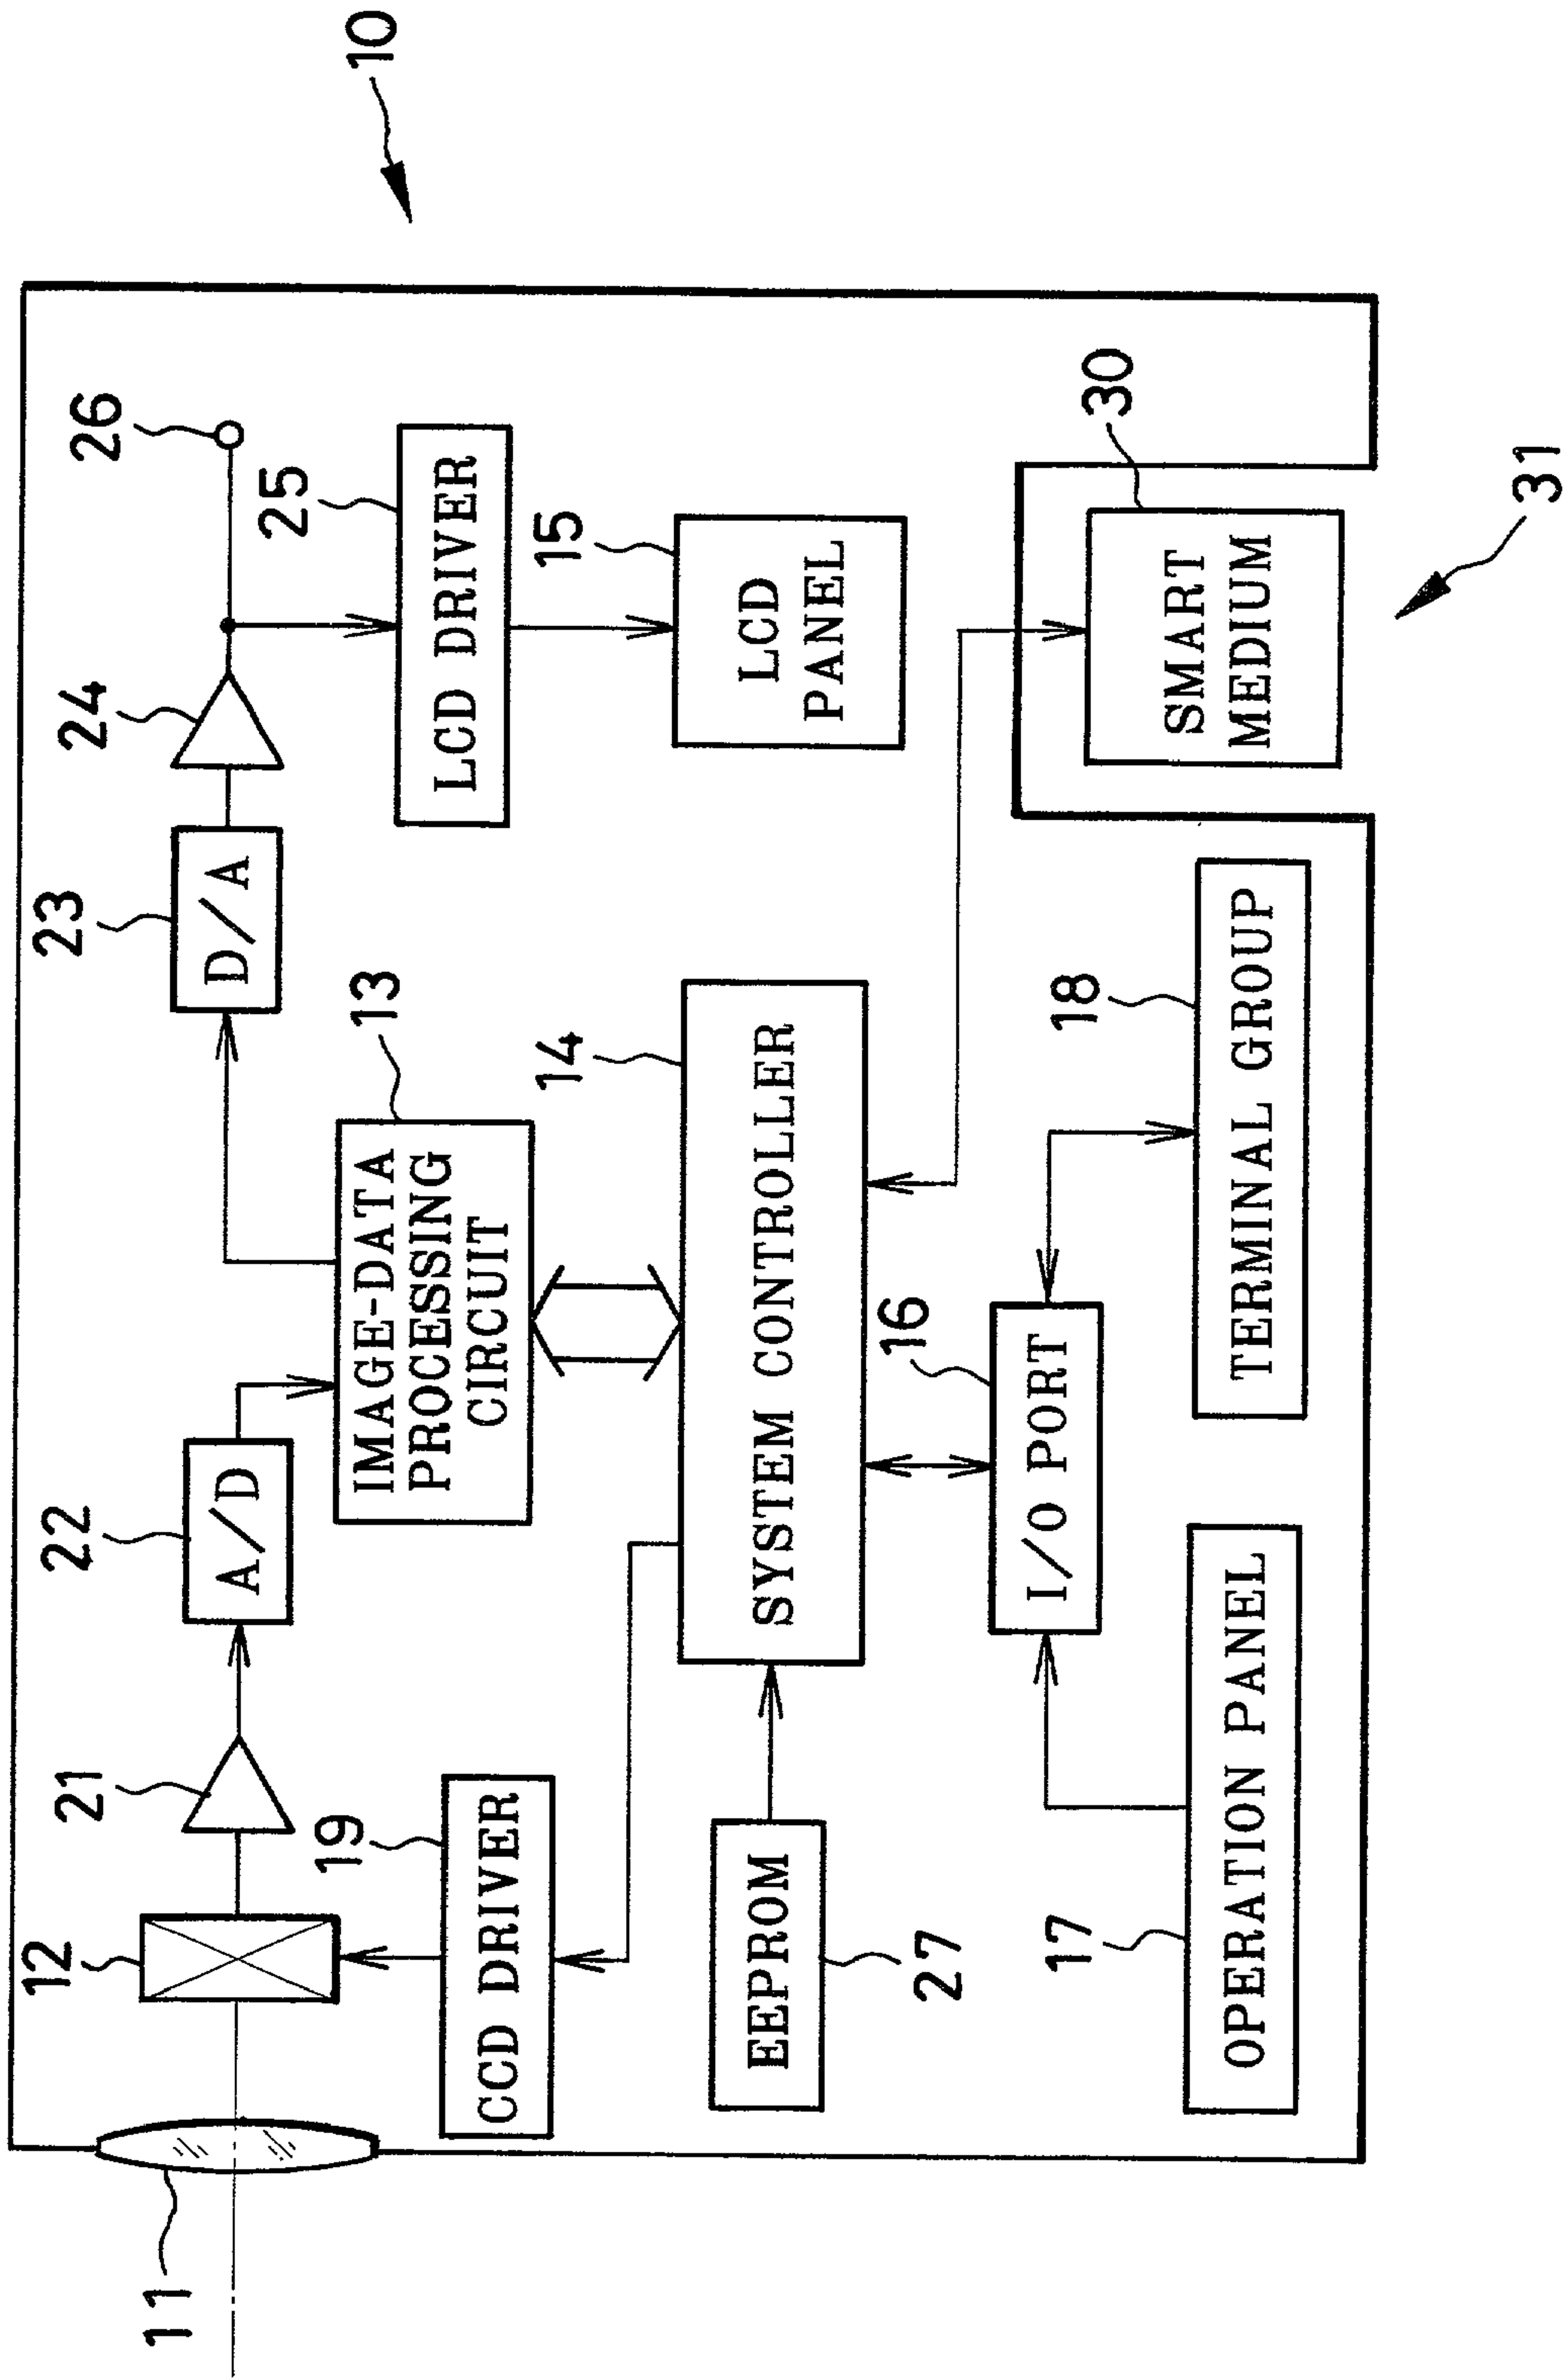 10
26
24
23
25
LCD DRIVER
15
LCD
PANEL
D/A
13
IMAGE-DATA
PROCESSING
CIRCUIT
22
A/D
21
12
11
19
CCD DRIVER
14
SYSTEM CONTROLLER
EEPROM
27
16
I/O PORT
18
TERMINAL GROUP
17
OPERATION PANEL
30
SMART
MEDIUM
31